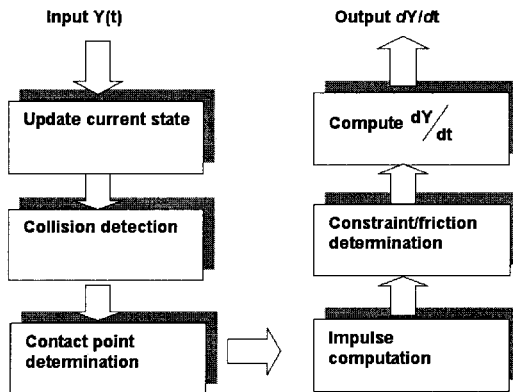 Input Y(t)
Update current state
Collision detection
Contact point
determination
Output dY/dt
Compute dY/dt
Constraint/friction
determination
Impulse
computation